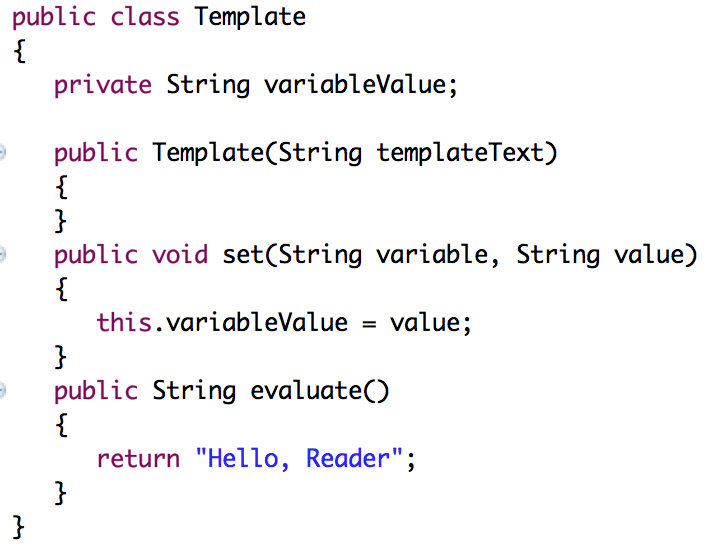 public class Template
{
private String variableValue;
public Template(String templateText)
{
}
public void set(String variable, String value)
{
this.variableValue = value;
}
public String evaluate()
{
return "Hello, Reader";
}
}